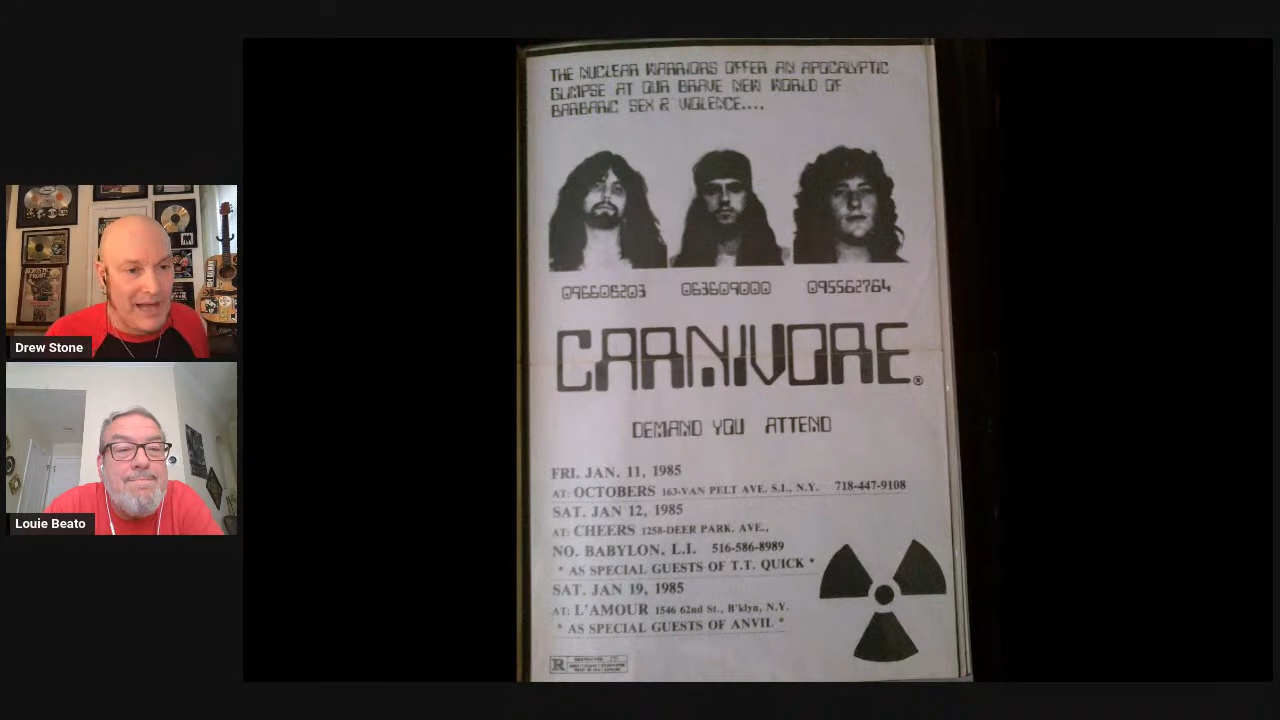 THE NUCLEAR WARRIORS OFFER AN APOCALYPTIC
GLIMPSE AT OUR BRAVE NEW WORLD OF
BARBARIC SEX & VIOLENCE....
096608203 063609000 095562764
CARNIVORE®
DEMAND YOU ATTEND
FRI. JAN. 11, 1985
AT: OCTOBERS 163-VAN PELT AVE. S.I., N.Y. 718-447-9108
SAT. JAN 12, 1985
AT: CHEERS 1258-DEER PARK. AVE.,
NO. BABYLON, L.I. 516-586-8989
* AS SPECIAL GUESTS OF T.T. QUICK *
SAT. JAN 19, 1985
AT: L'AMOUR 1546 62nd St., B'klyn, N.Y.
* AS SPECIAL GUESTS OF ANVIL *
R RESTRICTED
Drew Stone
Louie Beato